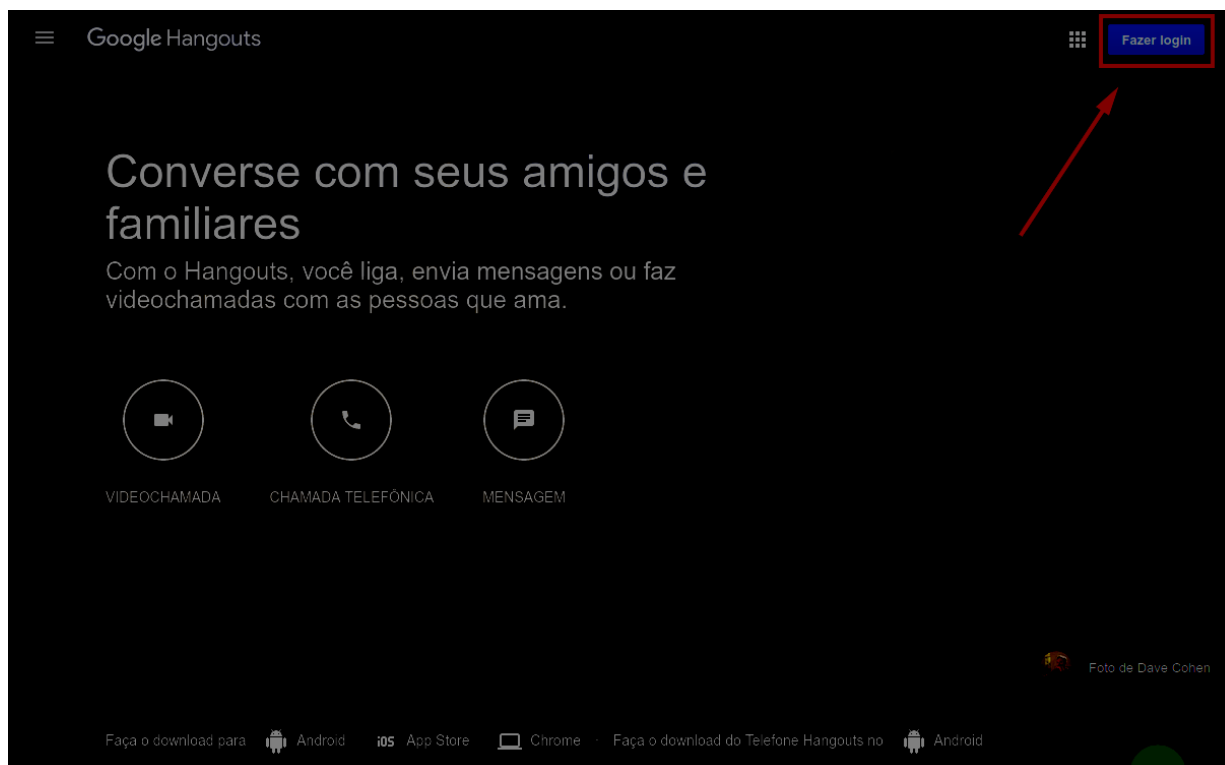 Google Hangouts
Fazer login
Converse com seus amigos e
familiares
Com o Hangouts, você liga, envia mensagens ou faz
videochamadas com as pessoas que ama.
VIDEOCHAMADA CHAMADA TELEFÔNICA MENSAGEM
Foto de Dave Cohen
Faça o download para Android iOS App Store Chrome · Faça o download do Telefone Hangouts no Android